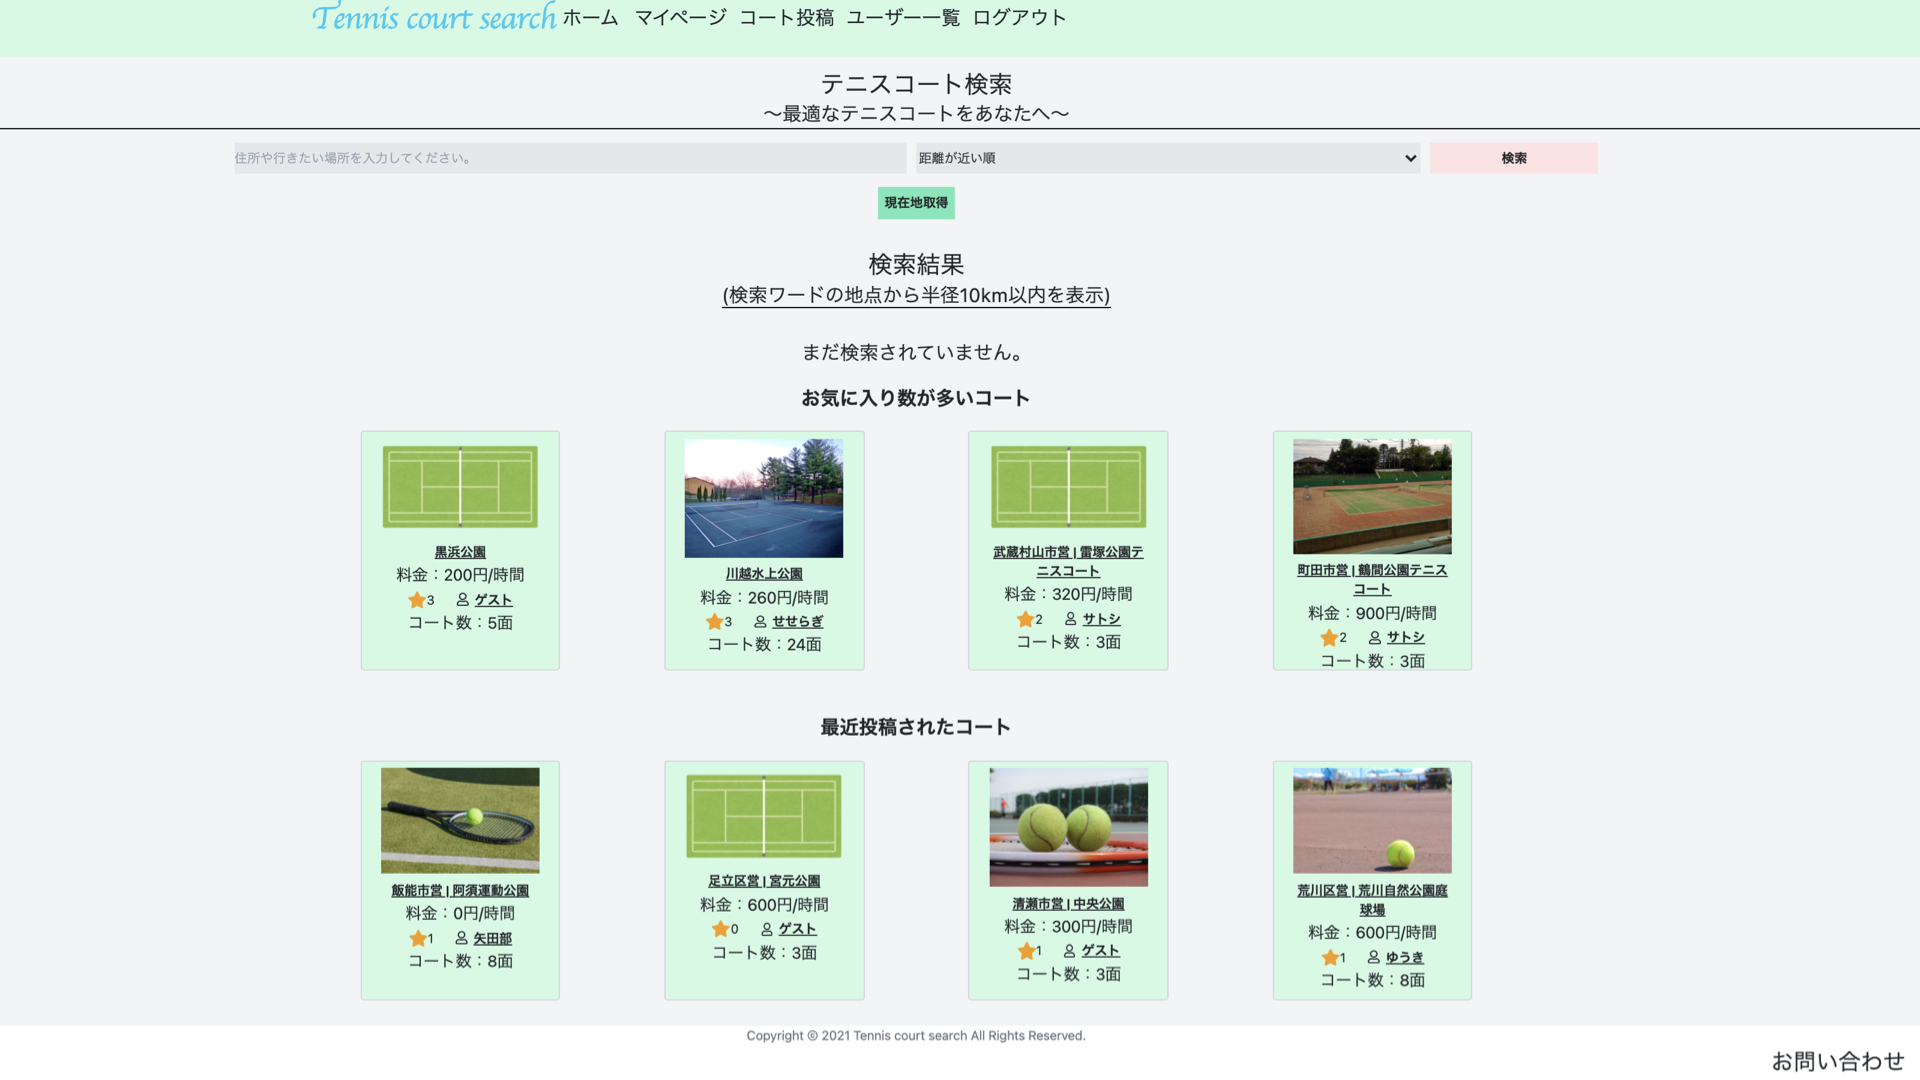 Tennis court search ホーム マイページ コート投稿 ユーザー一覧 ログアウト
テニスコート検索
〜最適なテニスコートをあなたへ〜
住所や行きたい場所を入力してください。 距離が近い順 検索
現在地取得
検索結果
(検索ワードの地点から半径10km以内を表示)
まだ検索されていません。
お気に入り数が多いコート
黒浜公園
料金：200円/時間
3 ゲスト
コート数：5面
川越水上公園
料金：260円/時間
3 せせらぎ
コート数：24面
武蔵村山市営 | 雷塚公園テ
ニスコート
料金：320円/時間
2 サトシ
コート数：3面
町田市営 | 鶴間公園テニス
コート
料金：900円/時間
2 サトシ
コート数：3面
最近投稿されたコート
飯能市営 | 阿須運動公園
料金：0円/時間
1 矢田部
コート数：8面
足立区営 | 宮元公園
料金：600円/時間
0 ゲスト
コート数：3面
清瀬市営 | 中央公園
料金：300円/時間
1 ゲスト
コート数：3面
荒川区営 | 荒川自然公園庭
球場
料金：600円/時間
1 ゆうき
コート数：8面
Copyright © 2021 Tennis court search All Rights Reserved.
お問い合わせ